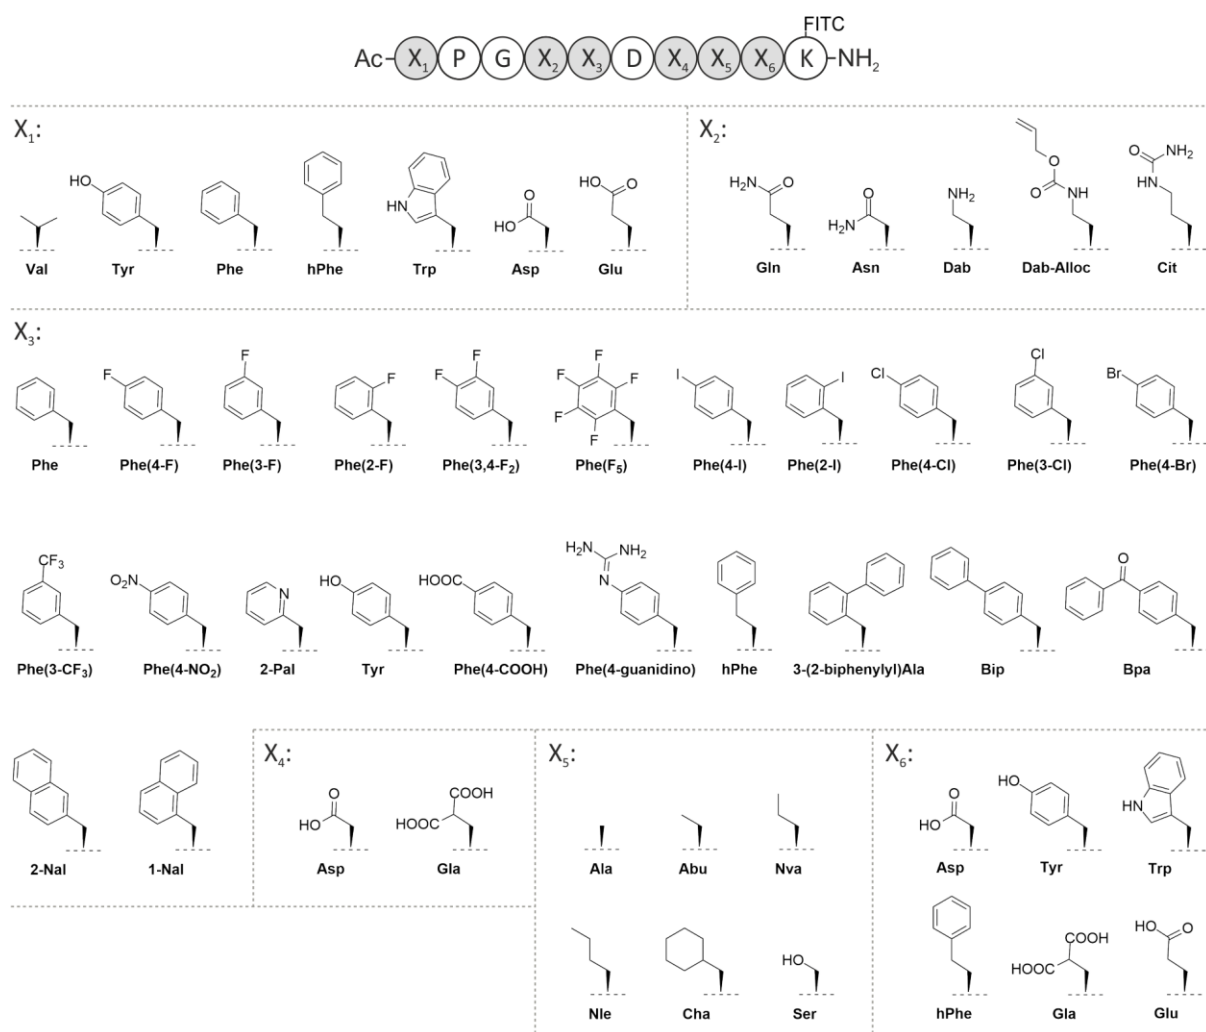 FITC
Ac-X₁PGX₂X₃DX₄X₅X₆K-NH₂
X₁:
HO HN O HO HO O
Val Tyr Phe hPhe Trp Asp Glu
X₂:
H₂N O O H₂N NH₂ O O NH O NH₂ HN
Gln Asn Dab Dab-Alloc Cit
X₃:
F F F F F F F F F F I I Cl Cl Br
Phe Phe(4-F) Phe(3-F) Phe(2-F) Phe(3,4-F₂) Phe(F₅) Phe(4-I) Phe(2-I) Phe(4-Cl) Phe(3-Cl) Phe(4-Br)
CF₃ O₂N N HO HOOC H₂N NH₂ N O
Phe(3-CF₃) Phe(4-NO₂) 2-Pal Tyr Phe(4-COOH) Phe(4-guanidino) hPhe 3-(2-biphenylyl)Ala Bip Bpa
2-Nal 1-Nal
X₄:
O HO COOH HOOC
Asp Gla
X₅:
Ala Abu Nva
HO
Nle Cha Ser
X₆:
O HO HO HN
Asp Tyr Trp
COOH HOOC HO O
hPhe Gla Glu